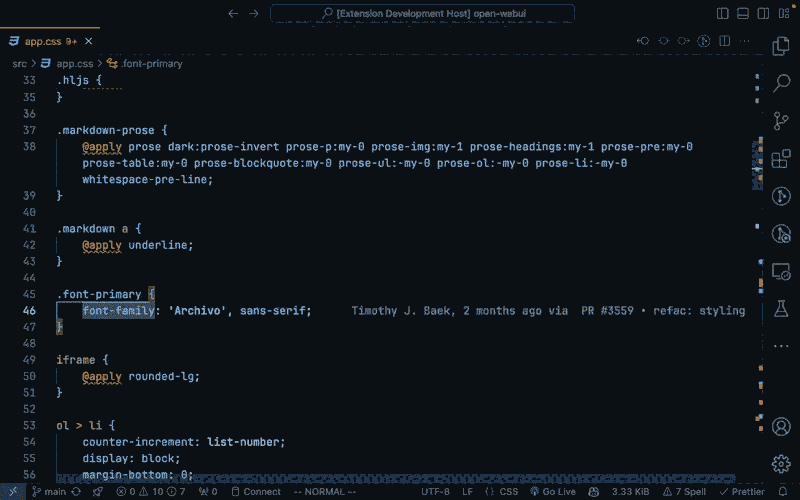 [Extension Development Host] open-webui
app.css 9+
src > app.css > .font-primary
33 .hljs {
35 }
36
37 .markdown-prose {
38 @apply prose dark:prose-invert prose-p:my-0 prose-img:my-1 prose-headings:my-1 prose-pre:my-0
prose-table:my-0 prose-blockquote:my-0 prose-ul:-my-0 prose-ol:-my-0 prose-li:-my-0
whitespace-pre-line;
39 }
40
41 .markdown a {
42 @apply underline;
43 }
44
45 .font-primary {
46 font-family: 'Archivo', sans-serif; Timothy J. Baek, 2 months ago via PR #3559 • refac: styling
47 }
48
49 iframe {
50 @apply rounded-lg;
51 }
52
53 ol > li {
54 counter-increment: list-number;
55 display: block;
56 margin-bottom: 0;
main 0 10 7 0 Connect -- NORMAL -- UTF-8 LF {} CSS Go Live 3.33 KiB 7 Spell Prettier